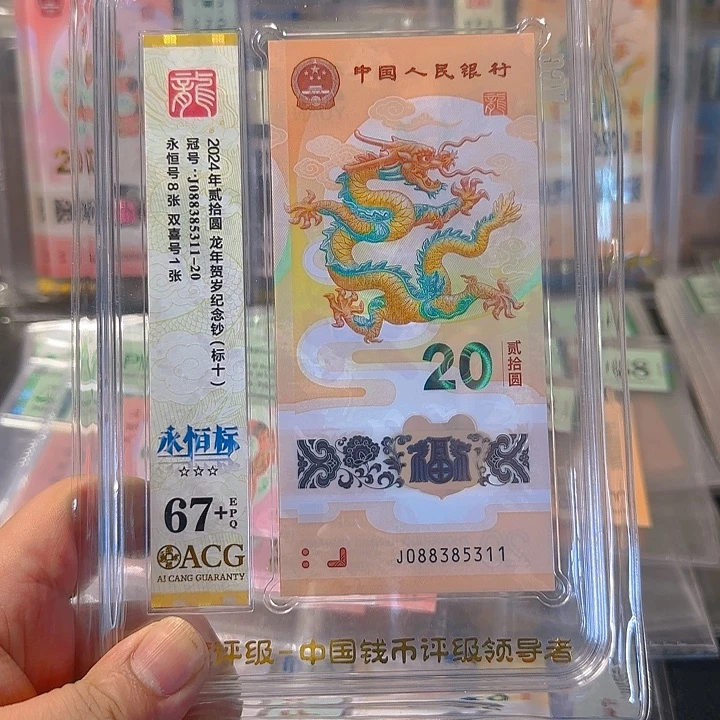 龍
2024年贰拾圆 龙年贺岁纪念钞(标十)
冠号:J088385311-20
永恒号8张 双喜号1张
永恒标
☆☆☆
67+EPQ
ACG
AI CANG GUARANTY
中国人民银行
龍
20
贰拾圆
福
J088385311
评级-中国钱币评级领导者